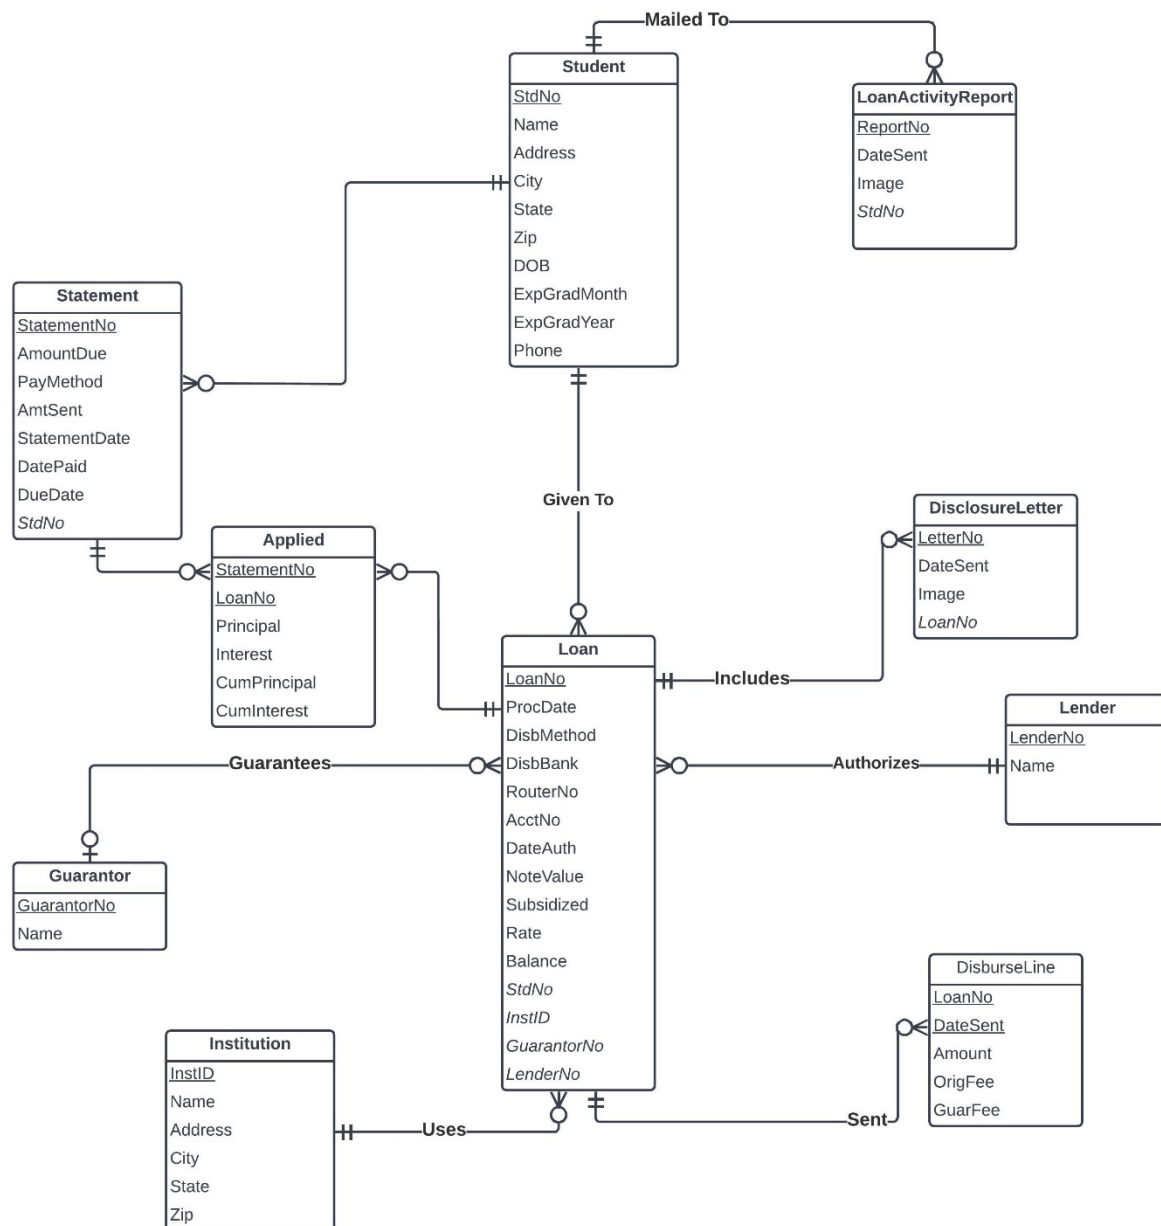 Mailed To
Student
StdNo
Name
Address
City
State
Zip
DOB
ExpGradMonth
ExpGradYear
Phone
LoanActivityReport
ReportNo
DateSent
Image
StdNo
Statement
StatementNo
AmountDue
PayMethod
AmtSent
StatementDate
DatePaid
DueDate
StdNo
Given To
Applied
StatementNo
LoanNo
Principal
Interest
CumPrincipal
CumInterest
DisclosureLetter
LetterNo
DateSent
Image
LoanNo
Loan
LoanNo
ProcDate
DisbMethod
DisbBank
RouterNo
AcctNo
DateAuth
NoteValue
Subsidized
Rate
Balance
StdNo
InstID
GuarantorNo
LenderNo
Includes
Lender
LenderNo
Name
Guarantees
Authorizes
Guarantor
GuarantorNo
Name
DisburseLine
LoanNo
DateSent
Amount
OrigFee
GuarFee
Institution
InstID
Name
Address
City
State
Zip
Uses
Sent